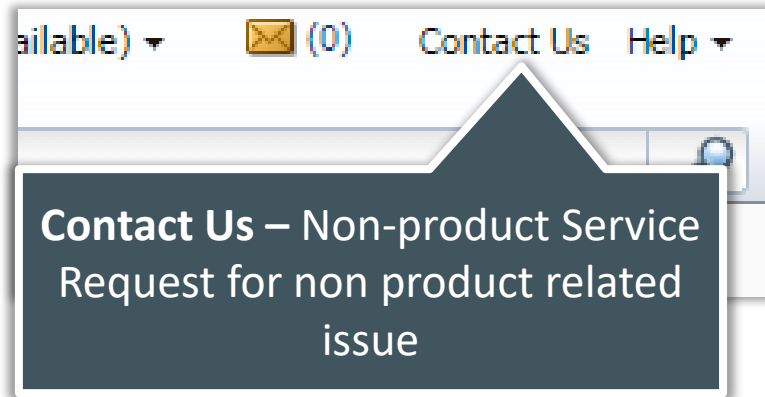 ailable) ▾ (0) Contact Us Help ▾
Contact Us – Non-product Service
Request for non product related
issue